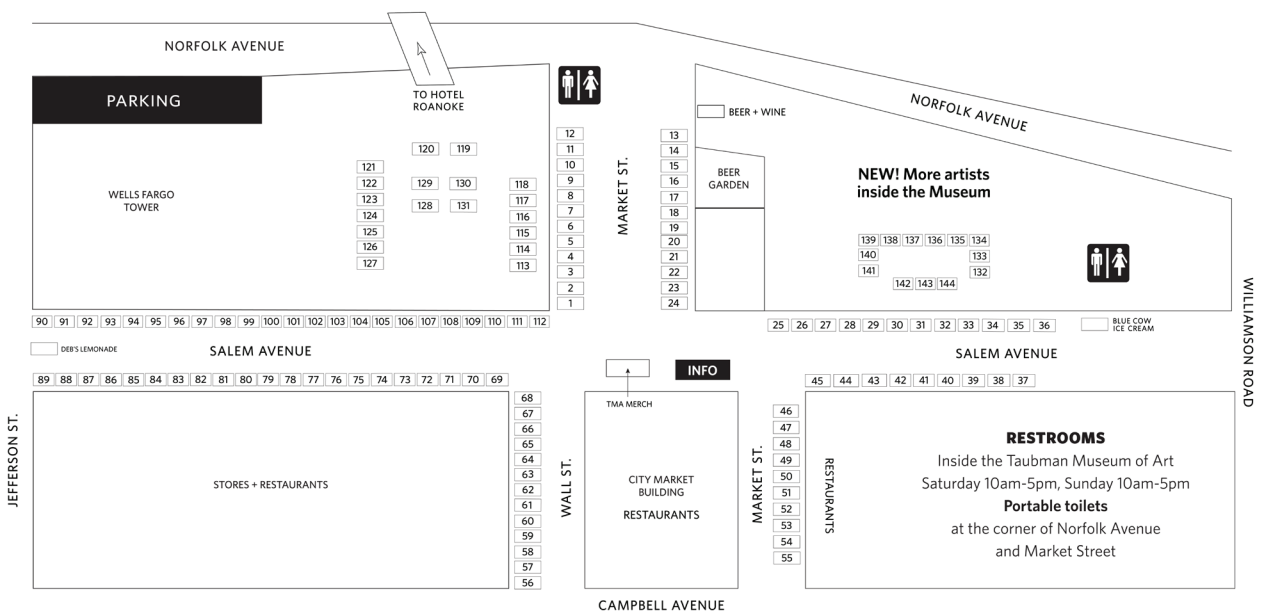 NORFOLK AVENUE
PARKING
TO HOTEL
ROANOKE
WELLS FARGO
TOWER
120 119
129 130
128 131
121
122
123
124
125
126
127
118
117
116
115
114
113
12
11
10
9
8
7
6
5
4
3
2
1
MARKET ST.
13
14
15
16
17
18
19
20
21
22
23
24
BEER + WINE
BEER
GARDEN
NORFOLK AVENUE
NEW! More artists
inside the Museum
139 138 137 136 135 134
140 133
141 132
142 143 144
WILLIAMSON ROAD
90 91 92 93 94 95 96 97 98 99 100 101 102 103 104 105 106 107 108 109 110 111 112
25 26 27 28 29 30 31 32 33 34 35 36
BLUE COW
ICE CREAM
DEB'S LEMONADE
SALEM AVENUE
SALEM AVENUE
89 88 87 86 85 84 83 82 81 80 79 78 77 76 75 74 73 72 71 70 69
INFO
TMA MERCH
45 44 43 42 41 40 39 38 37
JEFFERSON ST.
STORES + RESTAURANTS
68
67
66
65
64
63
62
61
60
59
58
57
56
WALL ST.
CITY MARKET
BUILDING
RESTAURANTS
MARKET ST.
46
47
48
49
50
51
52
53
54
55
RESTAURANTS
RESTROOMS
Inside the Taubman Museum of Art
Saturday 10am-5pm, Sunday 10am-5pm
Portable toilets
at the corner of Norfolk Avenue
and Market Street
CAMPBELL AVENUE